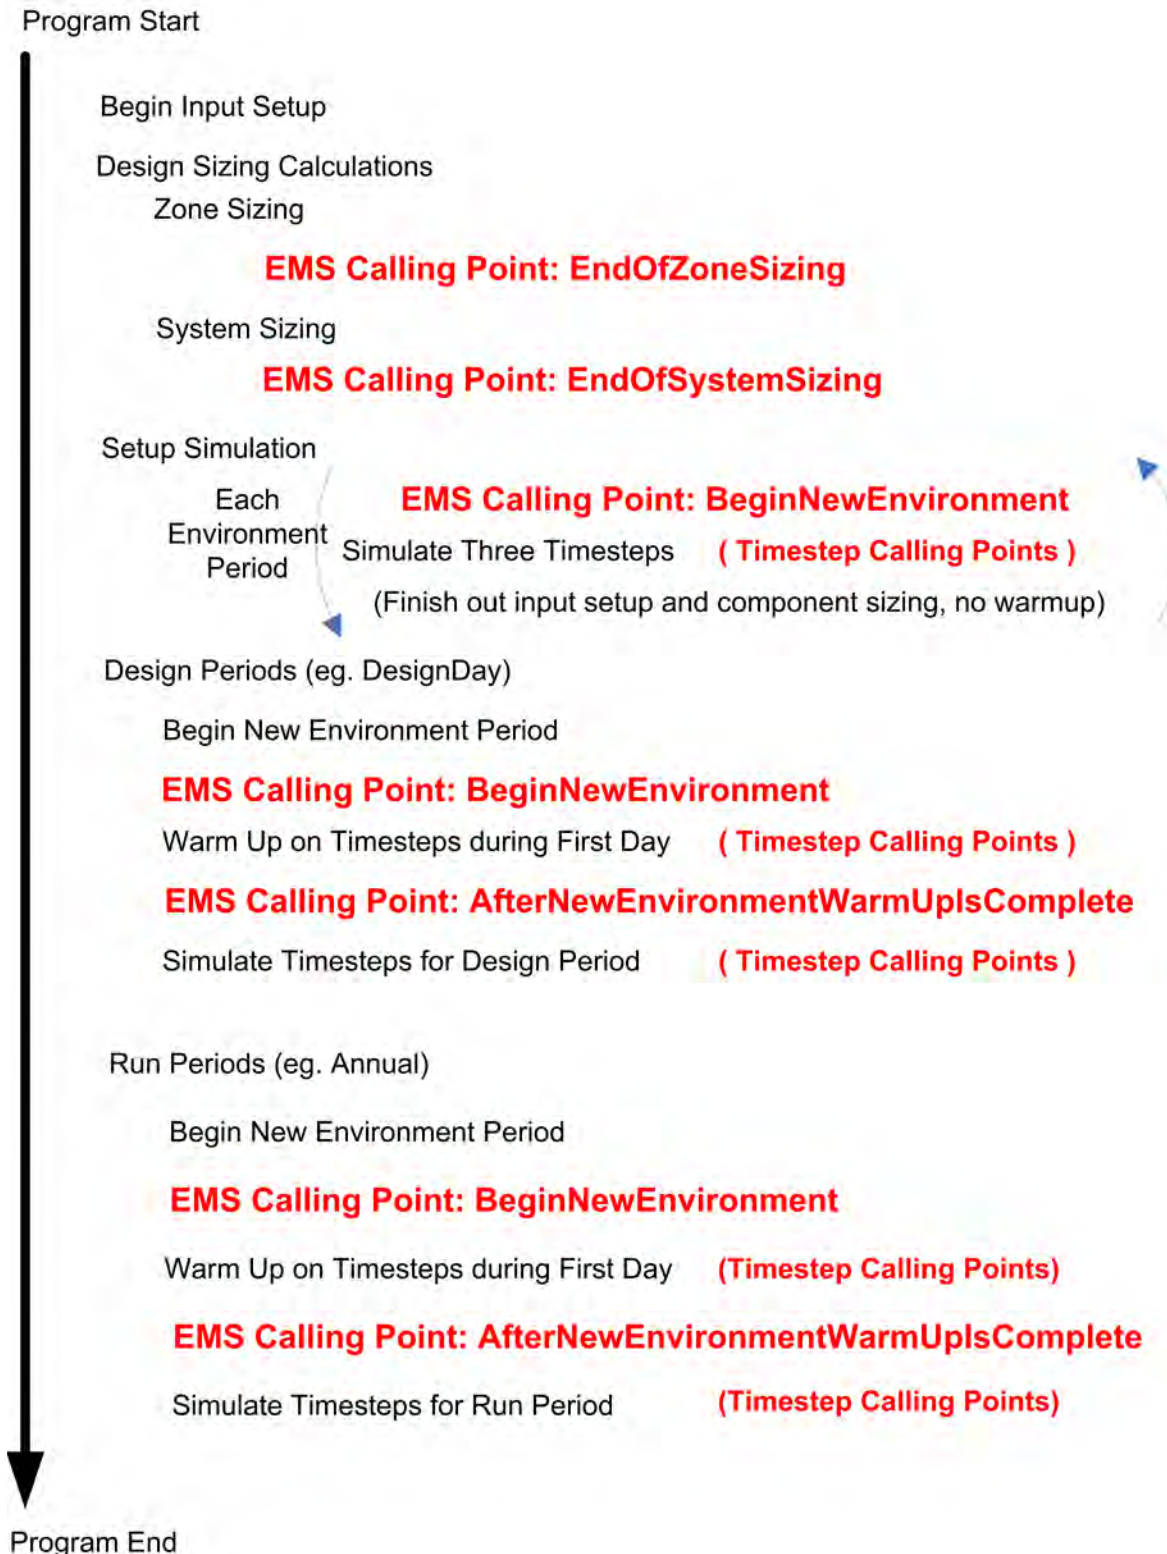 Program Start
Begin Input Setup
Design Sizing Calculations
Zone Sizing
EMS Calling Point: EndOfZoneSizing
System Sizing
EMS Calling Point: EndOfSystemSizing
Setup Simulation
Each
Environment
Period
EMS Calling Point: BeginNewEnvironment
Simulate Three Timesteps ( Timestep Calling Points )
(Finish out input setup and component sizing, no warmup)
Design Periods (eg. DesignDay)
Begin New Environment Period
EMS Calling Point: BeginNewEnvironment
Warm Up on Timesteps during First Day ( Timestep Calling Points )
EMS Calling Point: AfterNewEnvironmentWarmUpIsComplete
Simulate Timesteps for Design Period ( Timestep Calling Points )
Run Periods (eg. Annual)
Begin New Environment Period
EMS Calling Point: BeginNewEnvironment
Warm Up on Timesteps during First Day (Timestep Calling Points)
EMS Calling Point: AfterNewEnvironmentWarmUpIsComplete
Simulate Timesteps for Run Period (Timestep Calling Points)
Program End